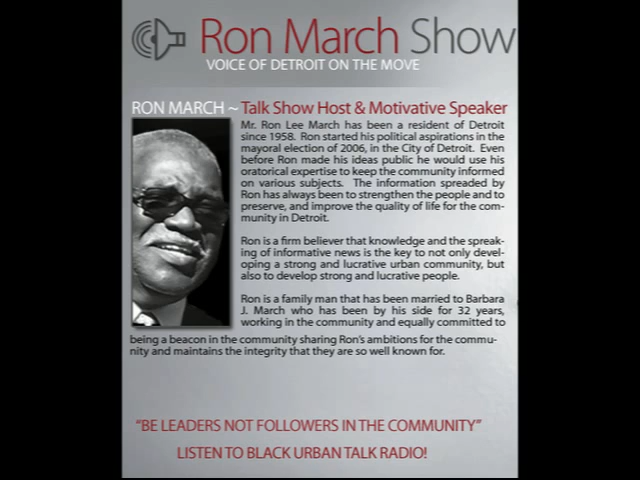 Ron March Show
VOICE OF DETROIT ON THE MOVE
RON MARCH ~ Talk Show Host & Motivative Speaker
Mr. Ron Lee March has been a resident of Detroit
since 1958. Ron started his political aspirations in the
mayoral election of 2006, in the City of Detroit. Even
before Ron made his ideas public he would use his
oratorical expertise to keep the community informed
on various subjects. The information spreaded by
Ron has always been to strengthen the people and to
preserve, and improve the quality of life for the com-
munity in Detroit.
Ron is a firm believer that knowledge and the spreak-
ing of informative news is the key to not only devel-
oping a strong and lucrative urban community, but
also to develop strong and lucrative people.
Ron is a family man that has been married to Barbara
J. March who has been by his side for 32 years,
working in the community and equally committed to
being a beacon in the community sharing Ron's ambitions for the commu-
nity and maintains the integrity that they are so well known for.
"BE LEADERS NOT FOLLOWERS IN THE COMMUNITY"
LISTEN TO BLACK URBAN TALK RADIO!